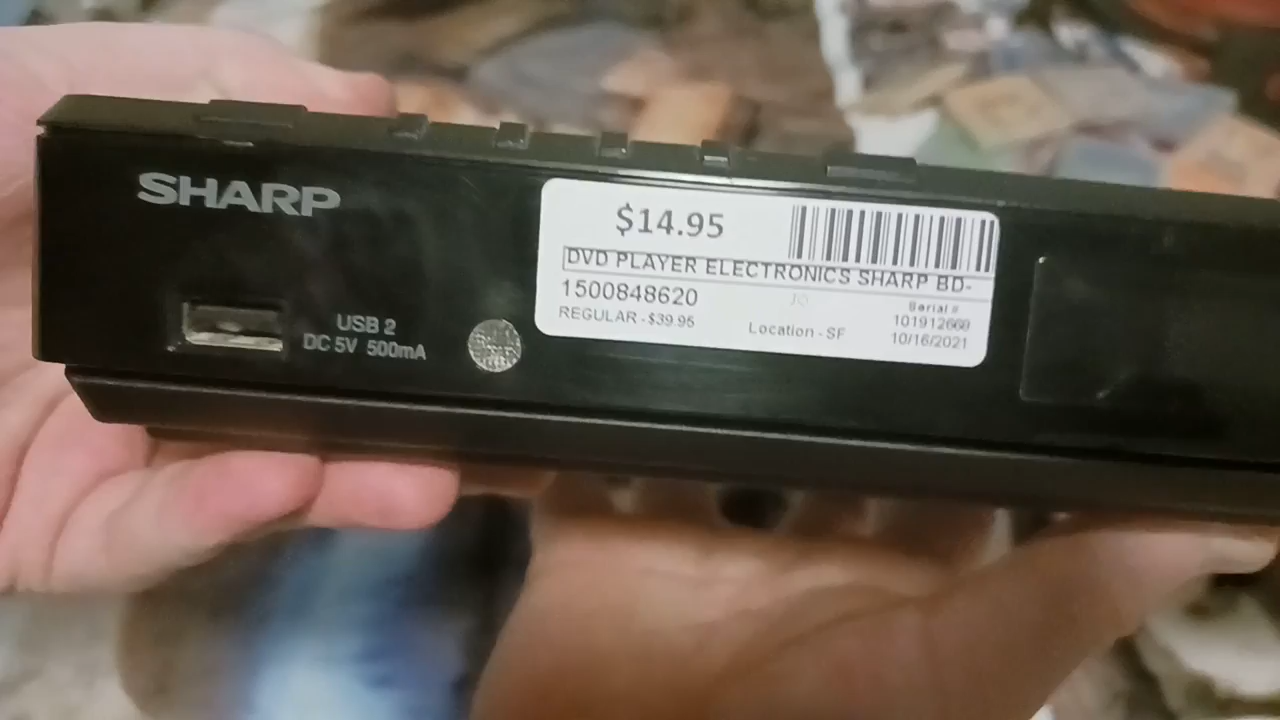 SHARP
USB 2
DC 5V 500mA
$14.95
DVD PLAYER ELECTRONICS SHARP BD-
1500848620
JO
Serial #
REGULAR - $39.95
Location - SF
101912660
10/16/2021